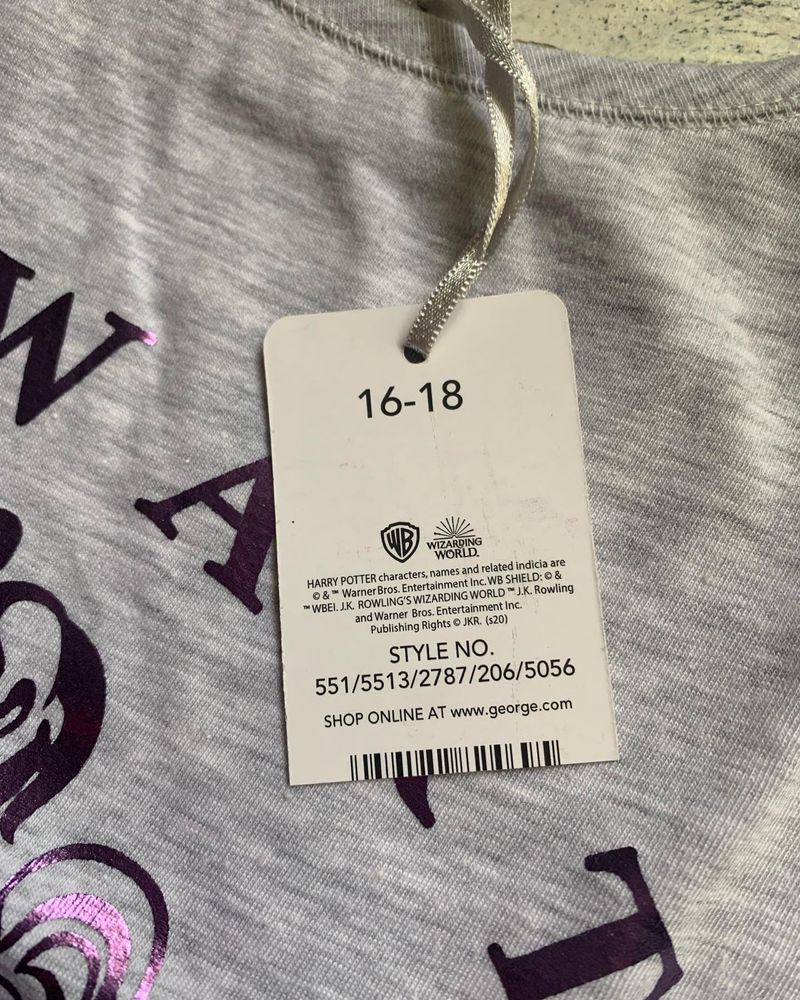 W
A
T
16-18
WB WIZARDING
WORLD™
HARRY POTTER characters, names and related indicia are
© & ™ Warner Bros. Entertainment Inc. WB SHIELD: © &
™ WBEI. J.K. ROWLING'S WIZARDING WORLD ™ J.K. Rowling
and Warner Bros. Entertainment Inc.
Publishing Rights © JKR. (s20)
STYLE NO.
551/5513/2787/206/5056
SHOP ONLINE AT www.george.com